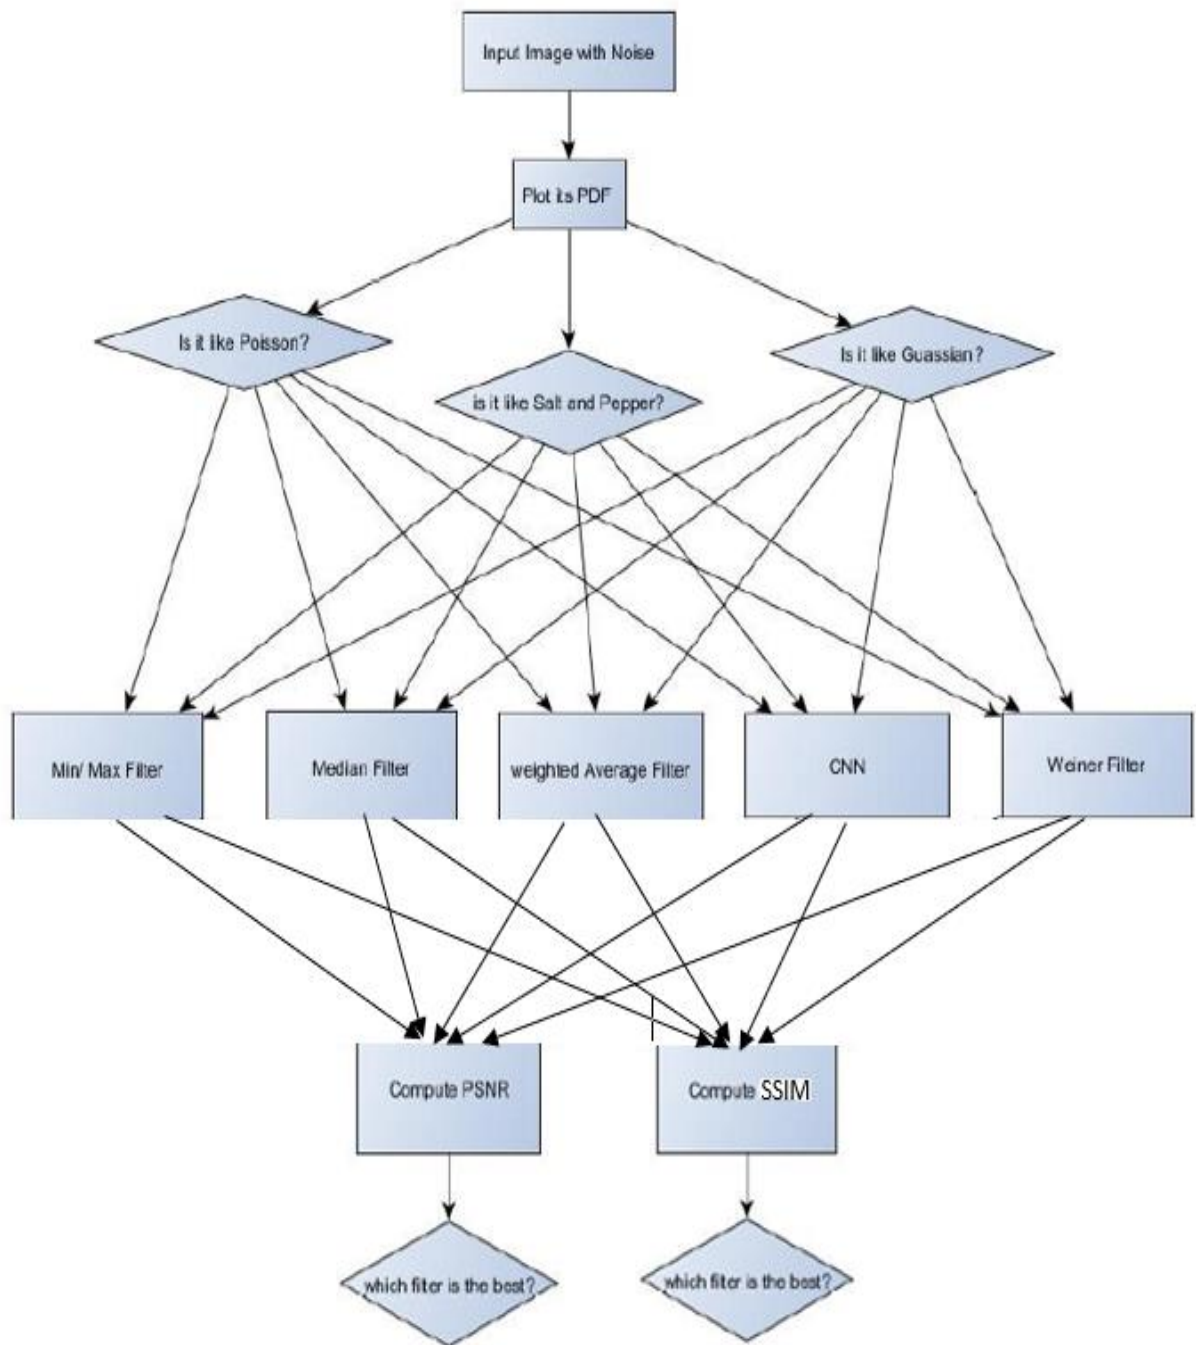 Input Image with Noise
Plot its PDF
Is it like Poisson?
is it like Salt and Pepper?
Is it like Guassian?
Min/ Max Filter
Median Filter
weighted Average Filter
CNN
Weiner Filter
Compute PSNR
Compute SSIM
which filter is the best?
which filter is the best?